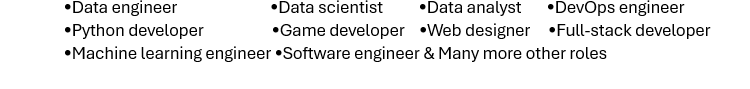 •Data engineer •Data scientist •Data analyst •DevOps engineer
•Python developer •Game developer •Web designer •Full-stack developer
•Machine learning engineer •Software engineer & Many more other roles